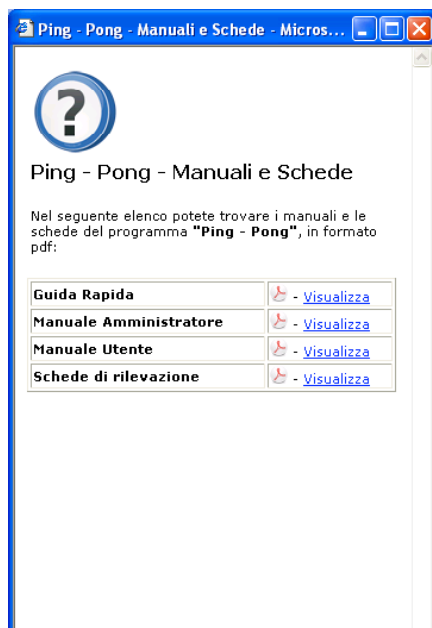 Ping - Pong - Manuali e Schede - Micros...
?
Ping - Pong - Manuali e Schede
Nel seguente elenco potete trovare i manuali e le
schede del programma "Ping - Pong", in formato
pdf:
Guida Rapida - Visualizza
Manuale Amministratore - Visualizza
Manuale Utente - Visualizza
Schede di rilevazione - Visualizza